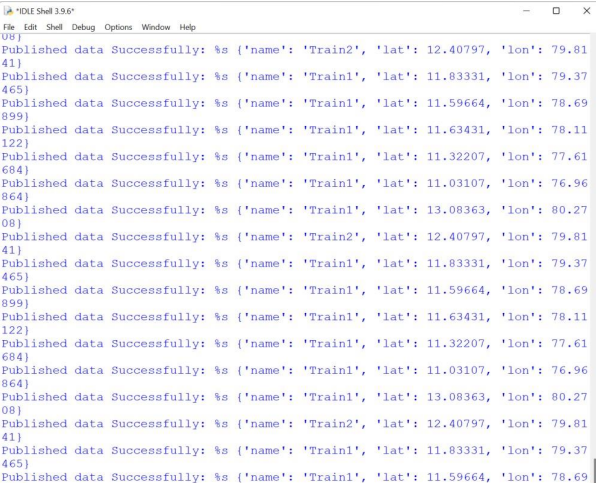 *IDLE Shell 3.9.6*
File Edit Shell Debug Options Window Help
08}
Published data Successfully: %s {'name': 'Train2', 'lat': 12.40797, 'lon': 79.81
41}
Published data Successfully: %s {'name': 'Train1', 'lat': 11.83331, 'lon': 79.37
465}
Published data Successfully: %s {'name': 'Train1', 'lat': 11.59664, 'lon': 78.69
899}
Published data Successfully: %s {'name': 'Train1', 'lat': 11.63431, 'lon': 78.11
122}
Published data Successfully: %s {'name': 'Train1', 'lat': 11.32207, 'lon': 77.61
684}
Published data Successfully: %s {'name': 'Train1', 'lat': 11.03107, 'lon': 76.96
864}
Published data Successfully: %s {'name': 'Train1', 'lat': 13.08363, 'lon': 80.27
08}
Published data Successfully: %s {'name': 'Train2', 'lat': 12.40797, 'lon': 79.81
41}
Published data Successfully: %s {'name': 'Train1', 'lat': 11.83331, 'lon': 79.37
465}
Published data Successfully: %s {'name': 'Train1', 'lat': 11.59664, 'lon': 78.69
899}
Published data Successfully: %s {'name': 'Train1', 'lat': 11.63431, 'lon': 78.11
122}
Published data Successfully: %s {'name': 'Train1', 'lat': 11.32207, 'lon': 77.61
684}
Published data Successfully: %s {'name': 'Train1', 'lat': 11.03107, 'lon': 76.96
864}
Published data Successfully: %s {'name': 'Train1', 'lat': 13.08363, 'lon': 80.27
08}
Published data Successfully: %s {'name': 'Train2', 'lat': 12.40797, 'lon': 79.81
41}
Published data Successfully: %s {'name': 'Train1', 'lat': 11.83331, 'lon': 79.37
465}
Published data Successfully: %s {'name': 'Train1', 'lat': 11.59664, 'lon': 78.69